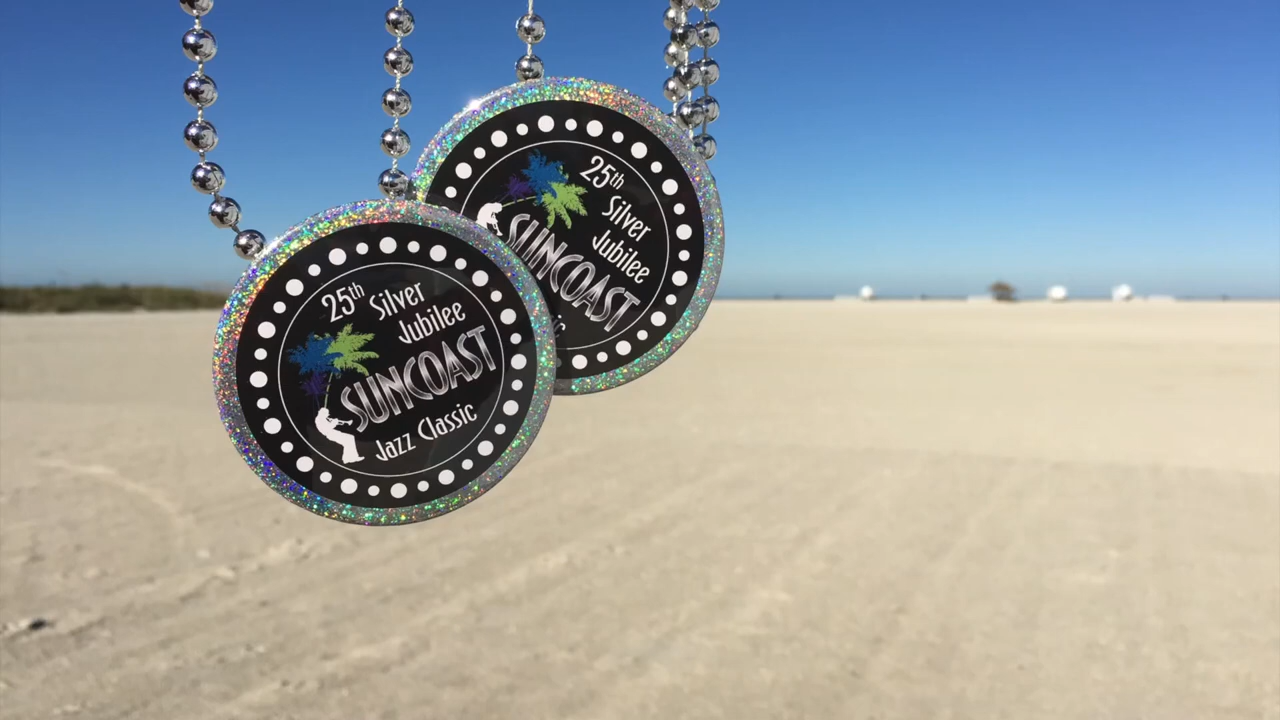 25th Silver
Jubilee
SUNCOAST
Jazz Classic
25th
Silver
Jubilee
SUNCOAST